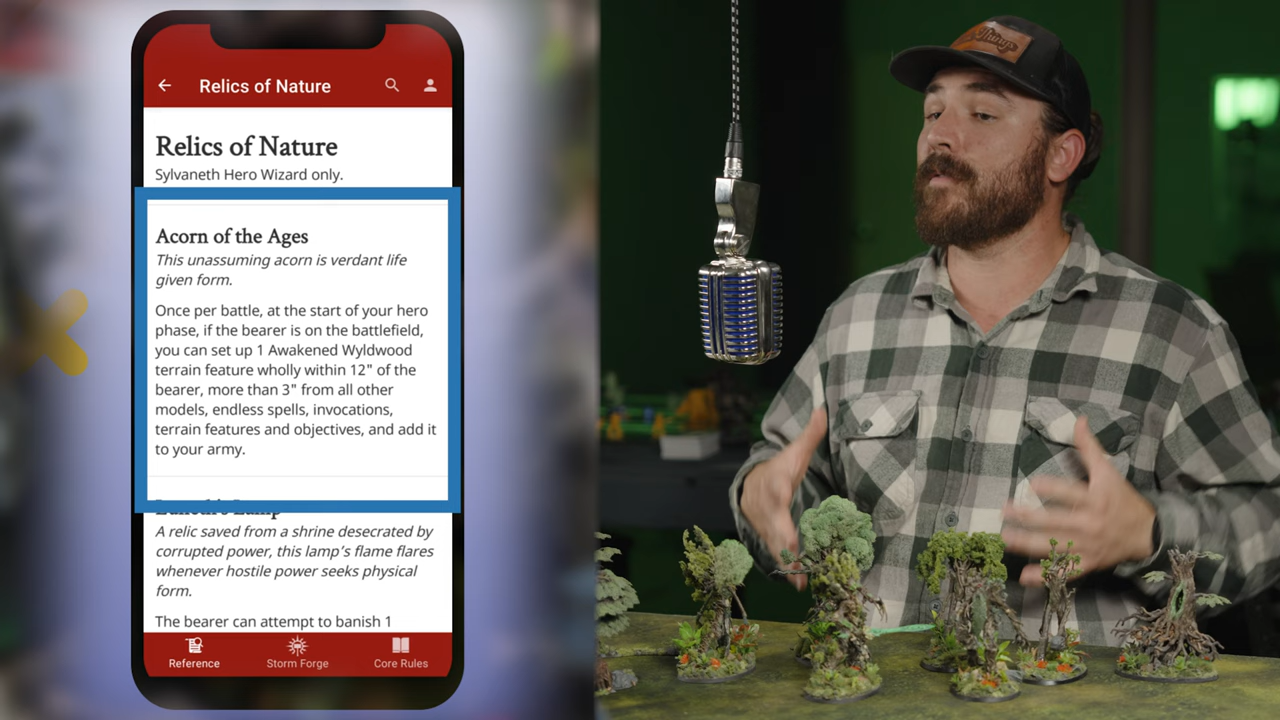 Relics of Nature
Relics of Nature
Sylvaneth Hero Wizard only.
Acorn of the Ages
This unassuming acorn is verdant life
given form.
Once per battle, at the start of your hero
phase, if the bearer is on the battlefield,
you can set up 1 Awakened Wyldwood
terrain feature wholly within 12" of the
bearer, more than 3" from all other
models, endless spells, invocations,
terrain features and objectives, and add it
to your army.
Lamp
A relic saved from a shrine desecrated by
corrupted power, this lamp's flame flares
whenever hostile power seeks physical
form.
The bearer can attempt to banish 1
Reference
Storm Forge
Core Rules